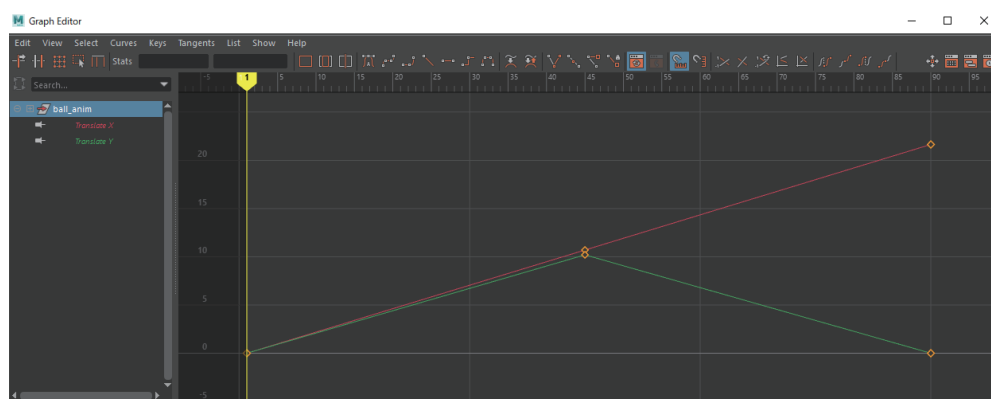 M Graph Editor
Edit View Select Curves Keys Tangents List Show Help
Stats
Search...
-5 1 5 10 15 20 25 30 35 40 45 50 55 60 65 70 75 80 85 90 95
ball_anim
Translate X
Translate Y
20
15
10
5
0
-5